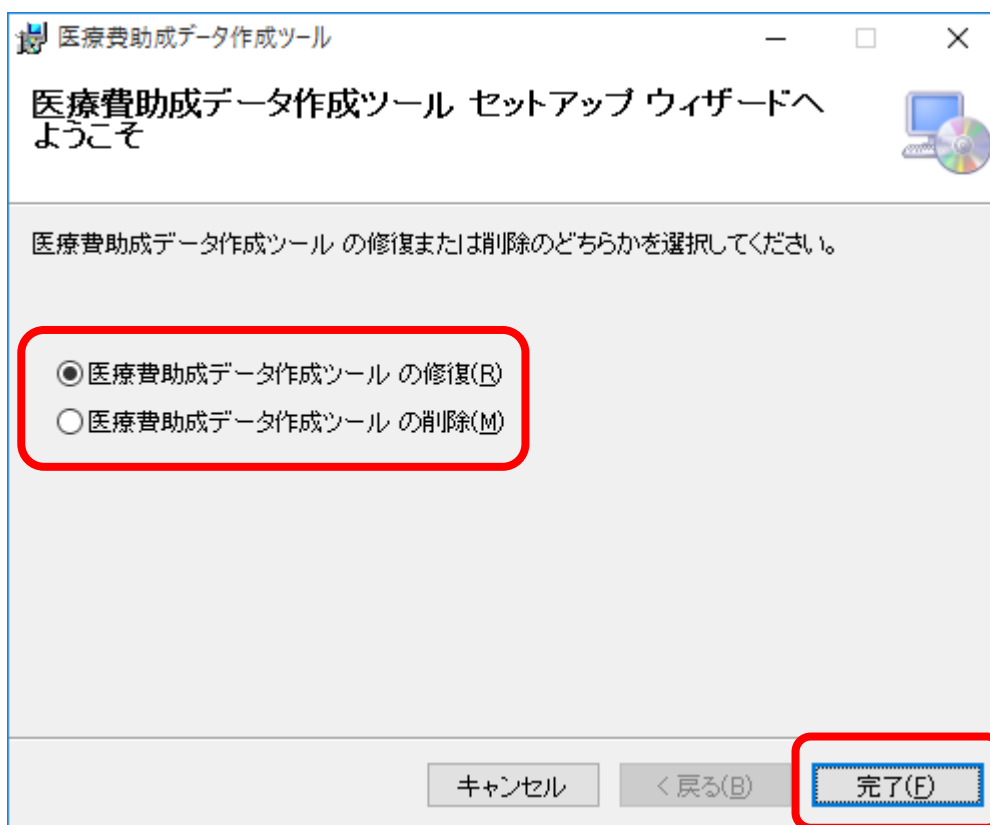 医療費助成データ作成ツール
医療費助成データ作成ツール セットアップ ウィザードへ
ようこそ
医療費助成データ作成ツール の修復または削除のどちらかを選択してください。
医療費助成データ作成ツール の修復(R)
医療費助成データ作成ツール の削除(M)
キャンセル
< 戻る(B)
完了(F)